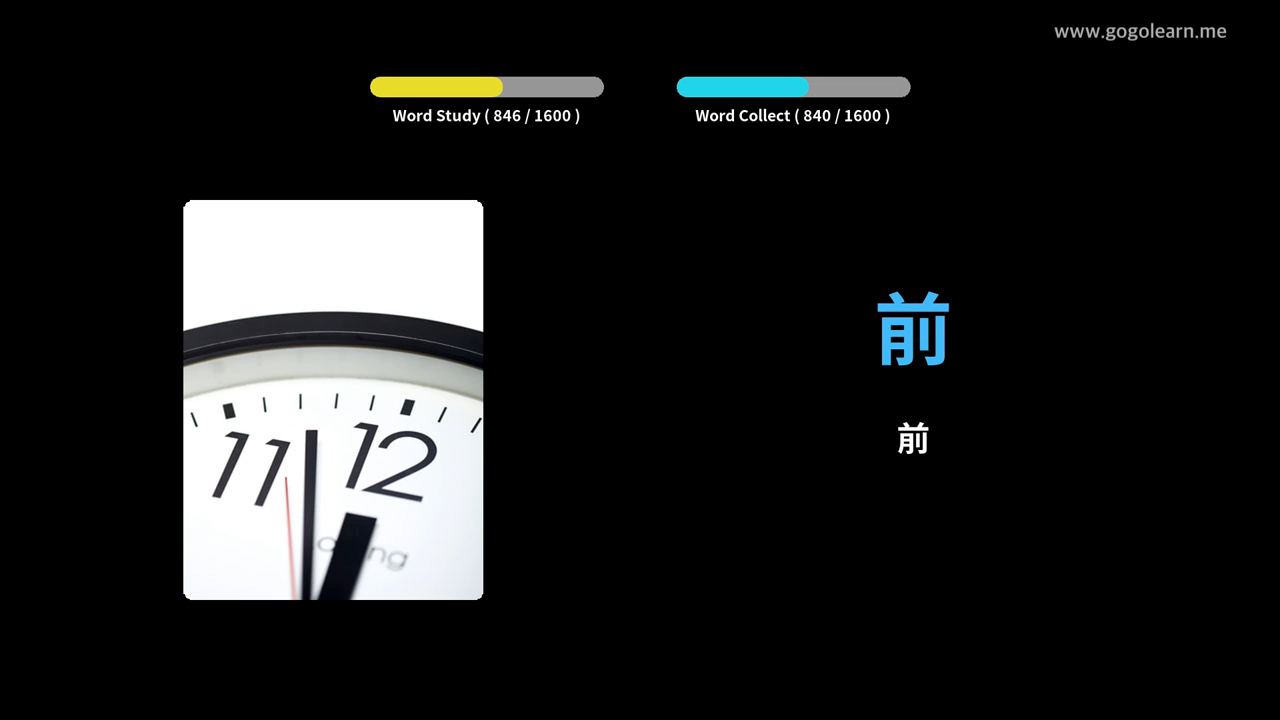 www.gogolearn.me
Word Study ( 846 / 1600 )
Word Collect ( 840 / 1600 )
前
前
11 12